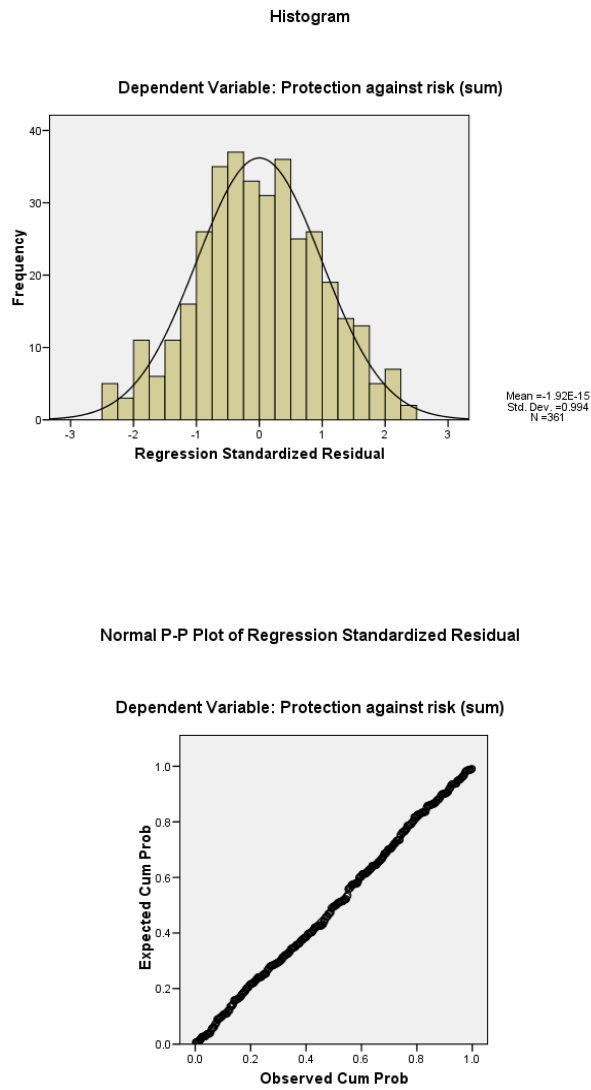 Histogram
Dependent Variable: Protection against risk (sum)
40
30
20
10
0
Frequency
-3 -2 -1 0 1 2 3
Regression Standardized Residual
Mean =-1.92E-15
Std. Dev. =0.994
N =361
Normal P-P Plot of Regression Standardized Residual
Dependent Variable: Protection against risk (sum)
1.0
0.8
0.6
0.4
0.2
0.0
Expected Cum Prob
0.0 0.2 0.4 0.6 0.8 1.0
Observed Cum Prob